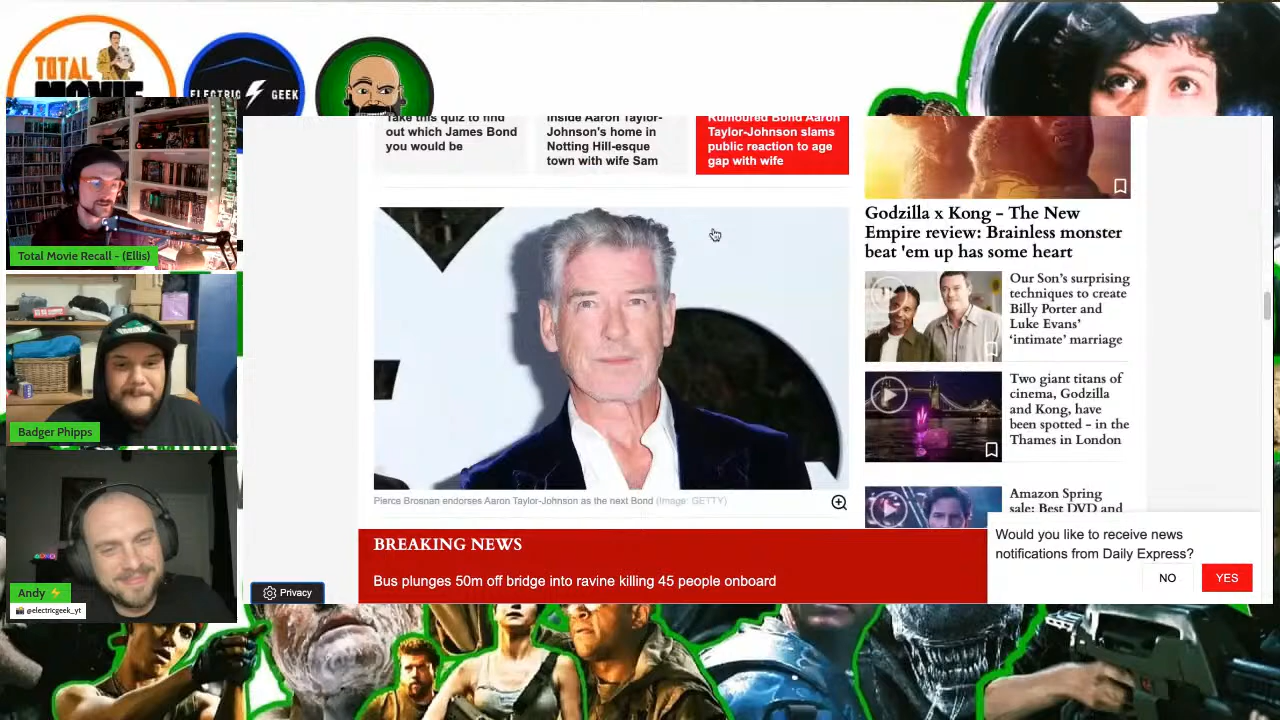 TOTAL
MOVIE
ELECTRIC GEEK
Total Movie Recall - (Ellis)
Badger Phipps
Andy ⚡
@electricgeek_yt
Take this quiz to find
out which James Bond
you would be
Inside Aaron Taylor-
Johnson's home in
Notting Hill-esque
town with wife Sam
Rumoured Bond Aaron
Taylor-Johnson slams
public reaction to age
gap with wife
Pierce Brosnan endorses Aaron Taylor-Johnson as the next Bond (Image: GETTY)
BREAKING NEWS
Bus plunges 50m off bridge into ravine killing 45 people onboard
Privacy
Godzilla x Kong - The New
Empire review: Brainless monster
beat 'em up has some heart
Our Son’s surprising
techniques to create
Billy Porter and
Luke Evans’
‘intimate’ marriage
Two giant titans of
cinema, Godzilla
and Kong, have
been spotted - in the
Thames in London
Amazon Spring
sale: Best DVD and
Would you like to receive news
notifications from Daily Express?
NO
YES